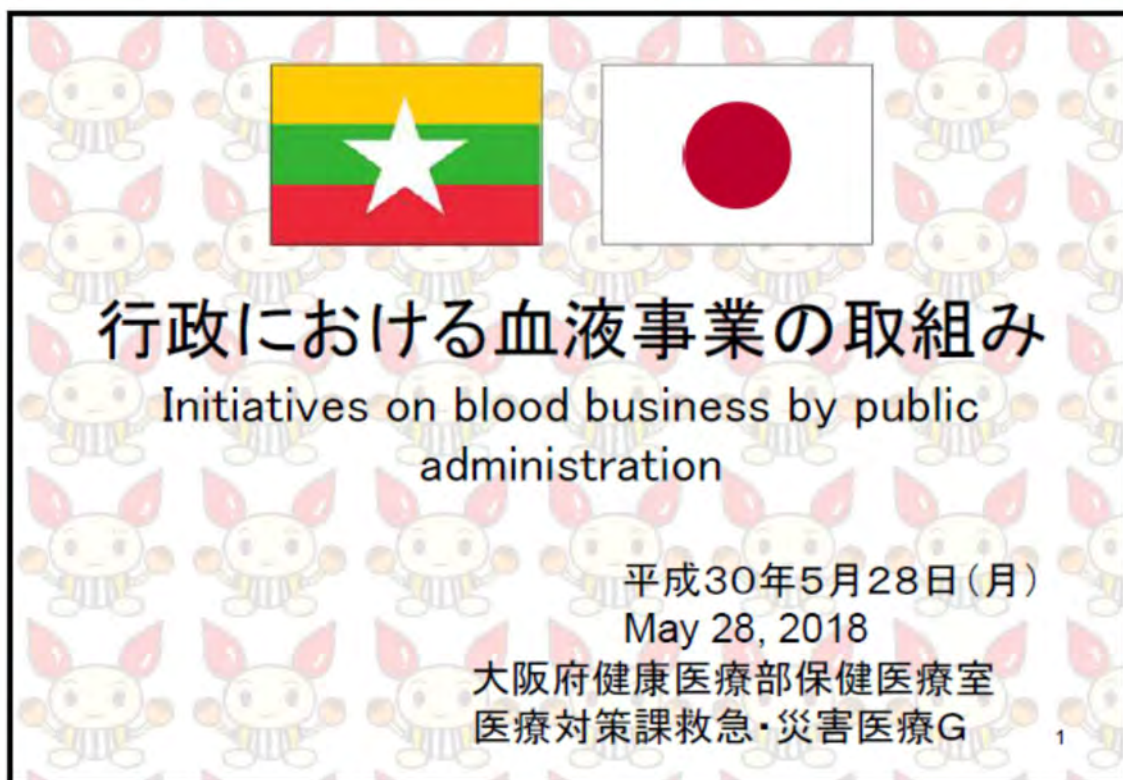 行政における血液事業の取組み
Initiatives on blood business by public
administration
平成30年5月28日(月)
May 28, 2018
大阪府健康医療部保健医療室
医療対策課救急・災害医療G
1